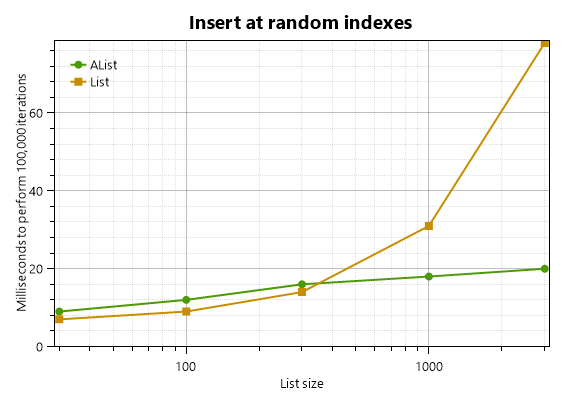 Insert at random indexes
AList
List
Milliseconds to perform 100,000 iterations
60
40
20
0
100
1000
List size